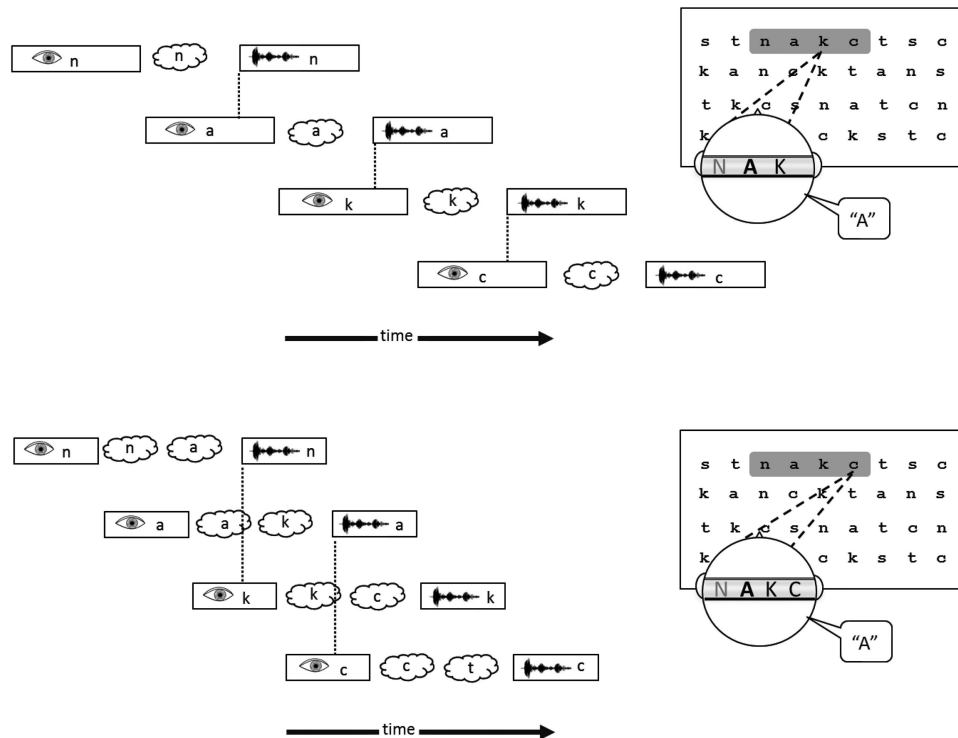 n n n
a a a
k k k
c c c
time
s t n a k c t s c
k a n c k t a n s
t k c s n a t c n
k c k s t c
N A K
“A”
n n a n
a a k a
k k c k
c c t c
time
s t n a k c t s c
k a n c k t a n s
t k c s n a t c n
k c k s t c
N A K C
“A”